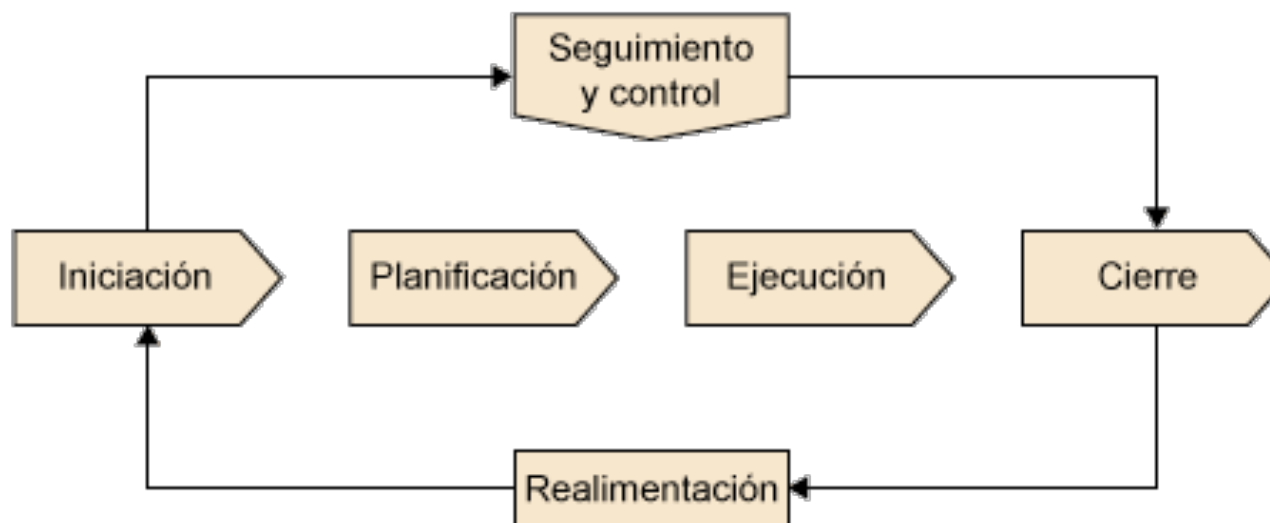 Seguimiento
y control
Iniciación
Planificación
Ejecución
Cierre
Realimentación